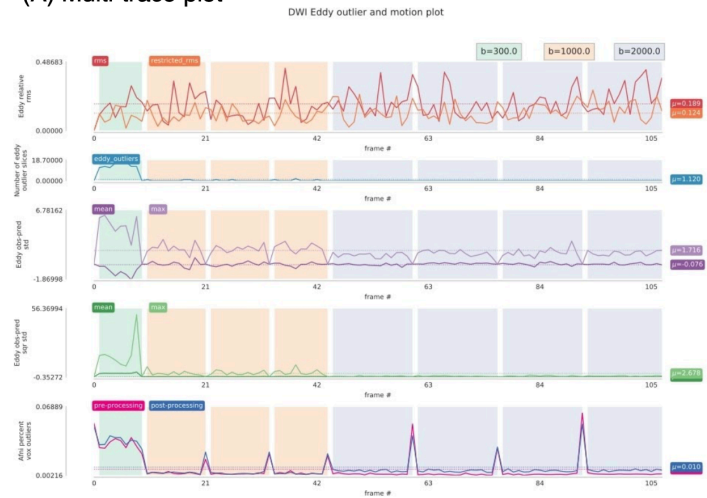 (A) Multi-trace plot
DWI Eddy outlier and motion plot
b=300.0 b=1000.0 b=2000.0
0.48683
rms restricted_rms
Eddy relative
rms
μ=0.189
μ=0.124
0.00000
0 21 42 63 84 105
frame #
Number of eddy
outlier slices
18.70000
eddy_outliers
0.00000
μ=1.120
0 21 42 63 84 105
frame #
6.78162
mean max
Eddy obs-pred
std
μ=1.716
μ=-0.076
-1.86998
0 21 42 63 84 105
frame #
56.36994
mean max
Eddy obs-pred
sqr std
μ=2.678
-0.35272
0 21 42 63 84 105
frame #
0.06889
pre-processing post-processing
Afni percent
vox outliers
μ=0.010
0.00216
0 21 42 63 84 105
frame #